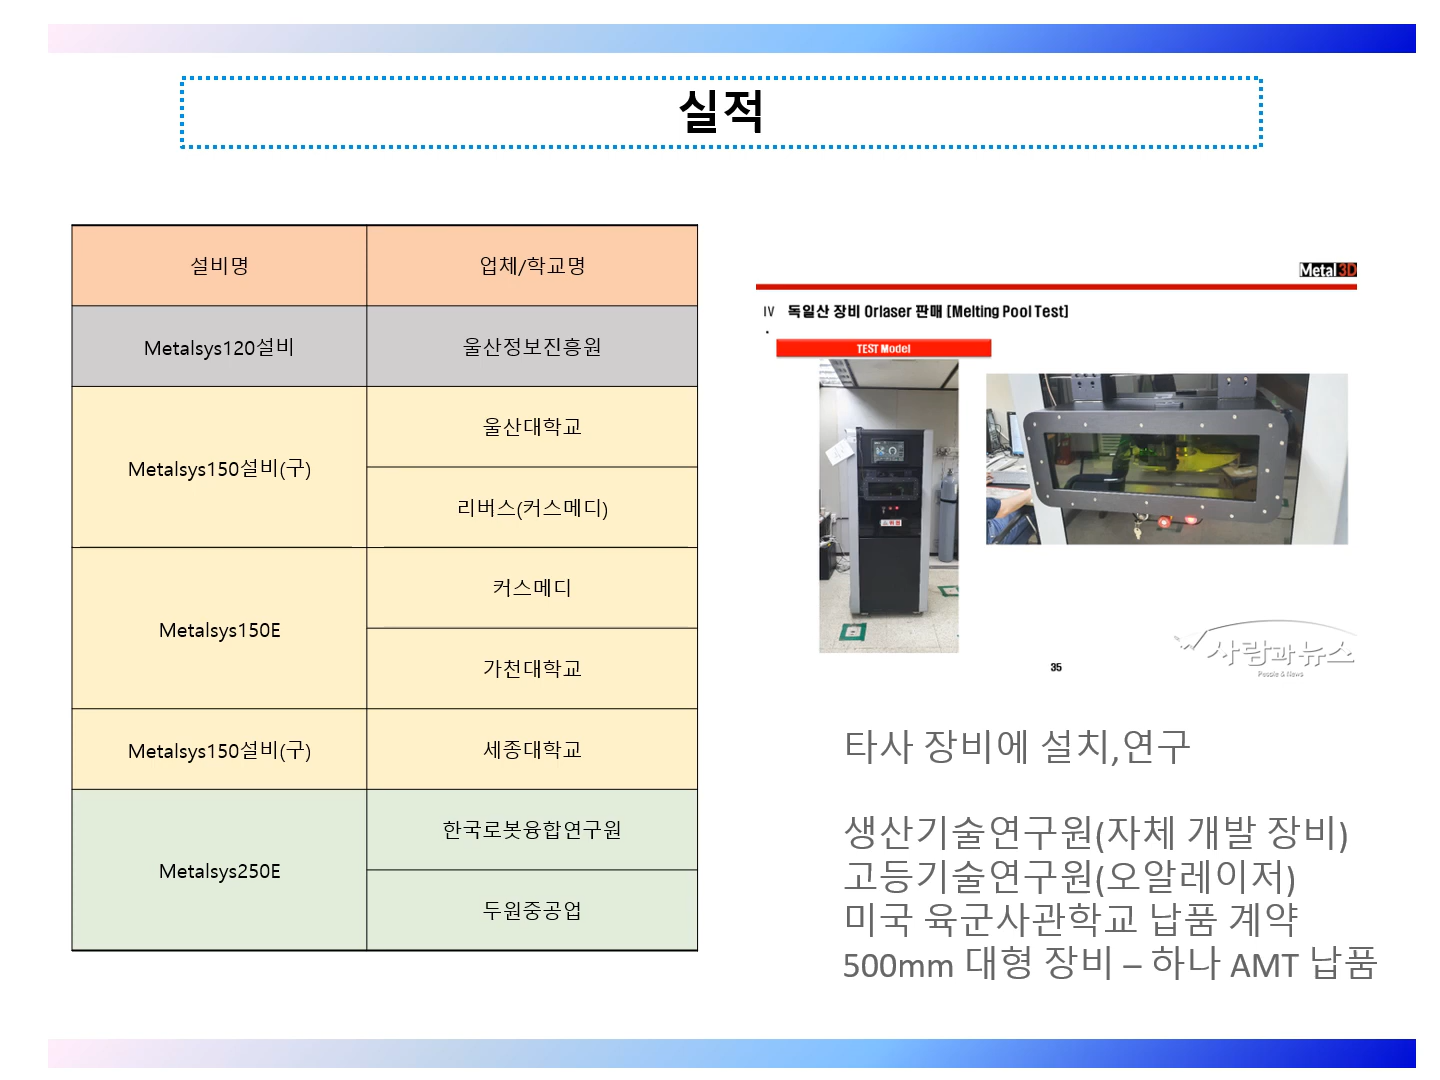 실적
설비명 업체/학교명
Metalsys120설비 울산정보진흥원
Metalsys150설비(구) 울산대학교
리버스(커스메디)
Metalsys150E 커스메디
가천대학교
Metalsys150설비(구) 세종대학교
Metalsys250E 한국로봇융합연구원
두원중공업
Metal3D
IV 독일산 장비 Orlaser 판매 [Melting Pool Test]
TEST Model
사람과뉴스
People & News
35
타사 장비에 설치,연구
생산기술연구원(자체 개발 장비)
고등기술연구원(오알레이저)
미국 육군사관학교 납품 계약
500mm 대형 장비 – 하나 AMT 납품